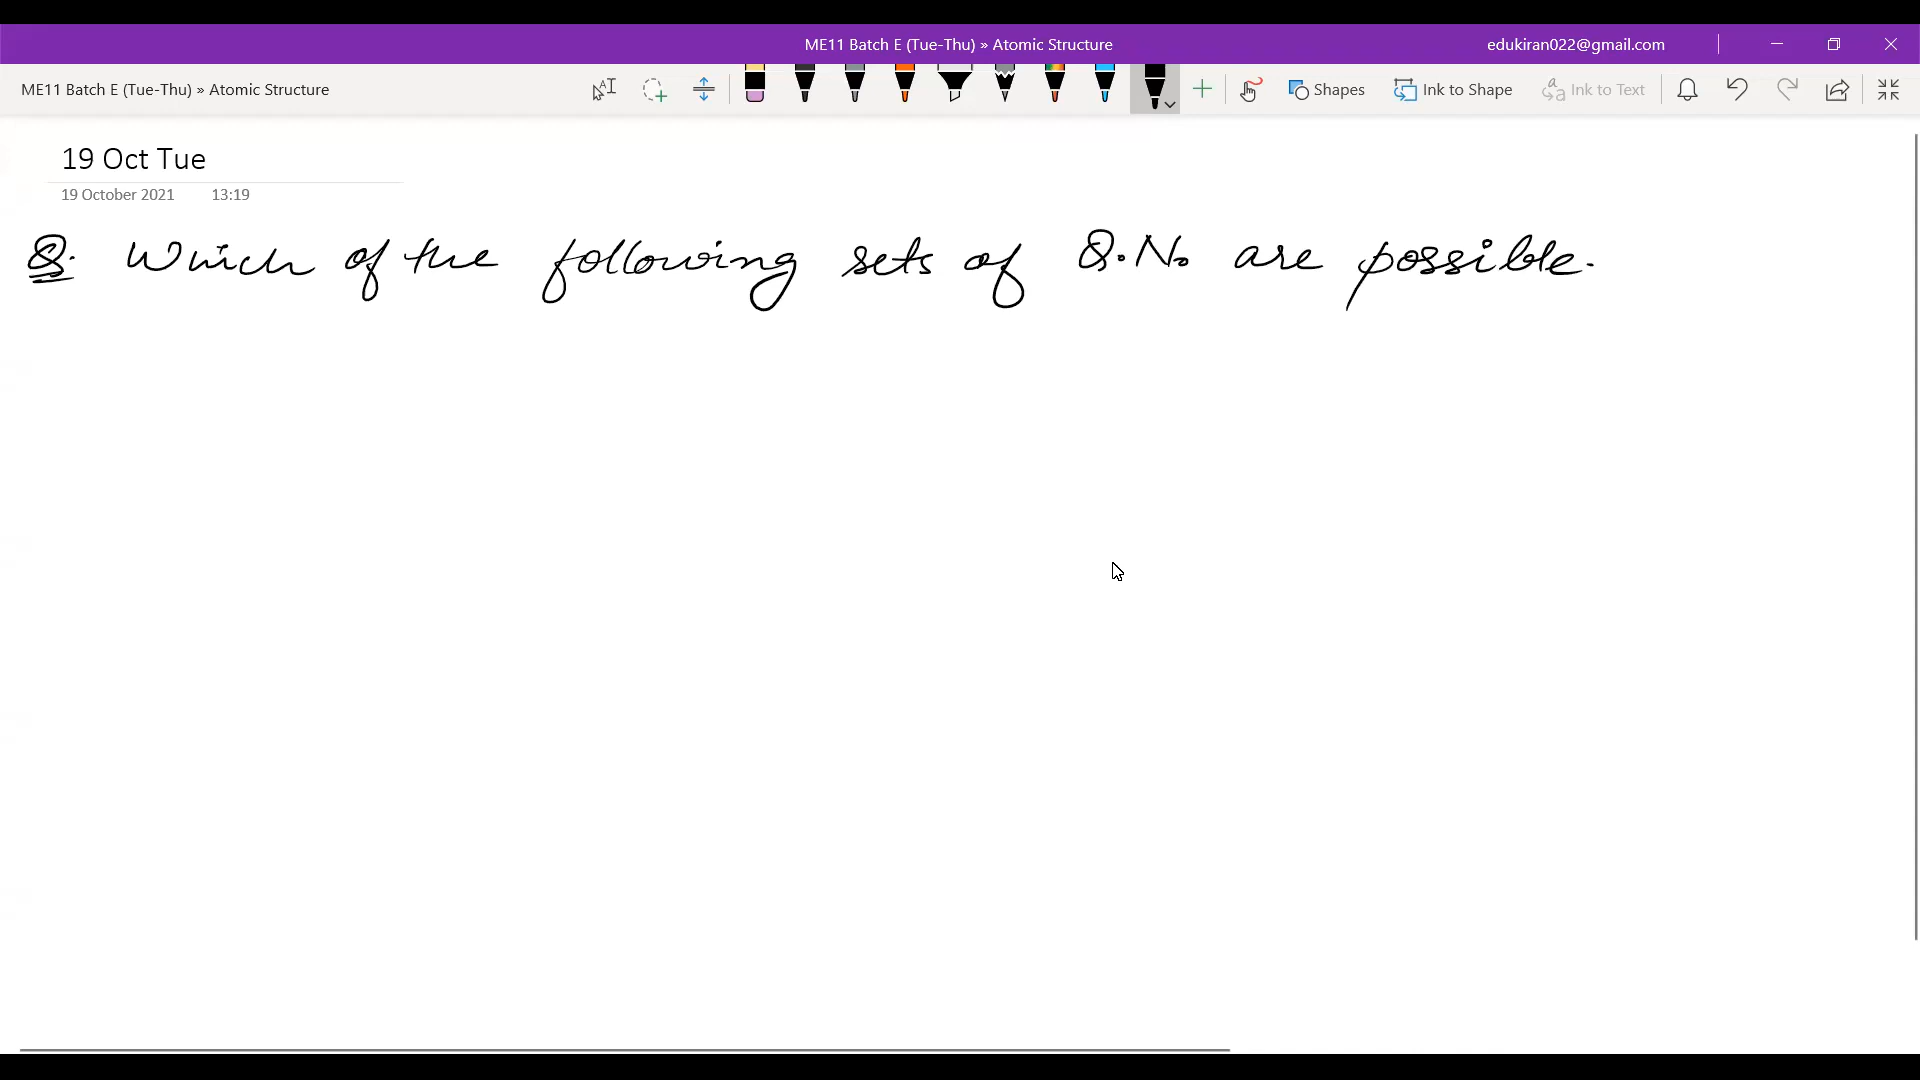 ME11 Batch E (Tue-Thu) » Atomic Structure
edukiran022@gmail.com
ME11 Batch E (Tue-Thu) » Atomic Structure
Shapes
Ink to Shape
Ink to Text
19 Oct Tue
19 October 2021 13:19
Q. Which of the following sets of Q.No are possible.